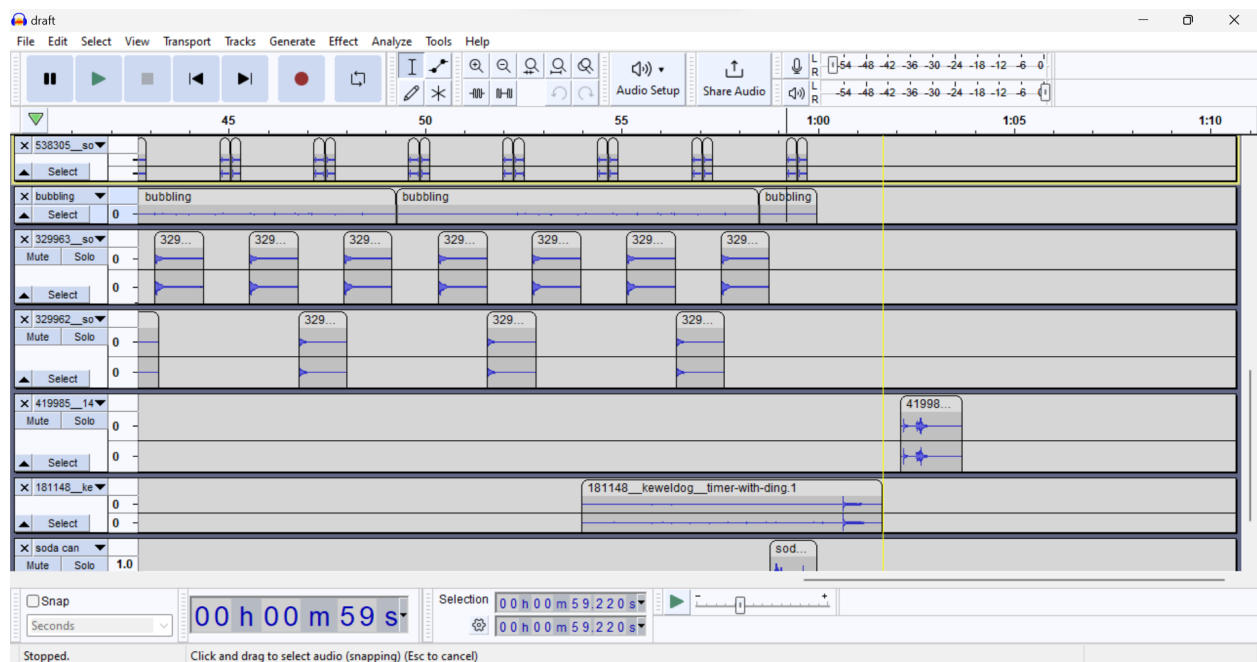 draft
File Edit Select View Transport Tracks Generate Effect Analyze Tools Help
L R -54 -48 -42 -36 -30 -24 -18 -12 -6 0
Audio Setup Share Audio
L R -54 -48 -42 -36 -30 -24 -18 -12 -6 0
45 50 55 1:00 1:05 1:10
538305__so
Select
bubbling bubbling bubbling bubbling
Select 0
329963__so 329... 329... 329... 329... 329... 329... 329...
Mute Solo 0
Select 0
329962__so 329... 329... 329...
Mute Solo 0
Select 0
419985__14 41998...
Mute Solo 0
Select 0
181148__ke 181148__keweldog__timer-with-ding.1
0
Select 0
soda can sod...
Mute Solo 1.0
Snap
Seconds
00 h 00 m 59 s
Selection 00 h 00 m 59.220 s
00 h 00 m 59.220 s
- +
Stopped. Click and drag to select audio (snapping) (Esc to cancel)